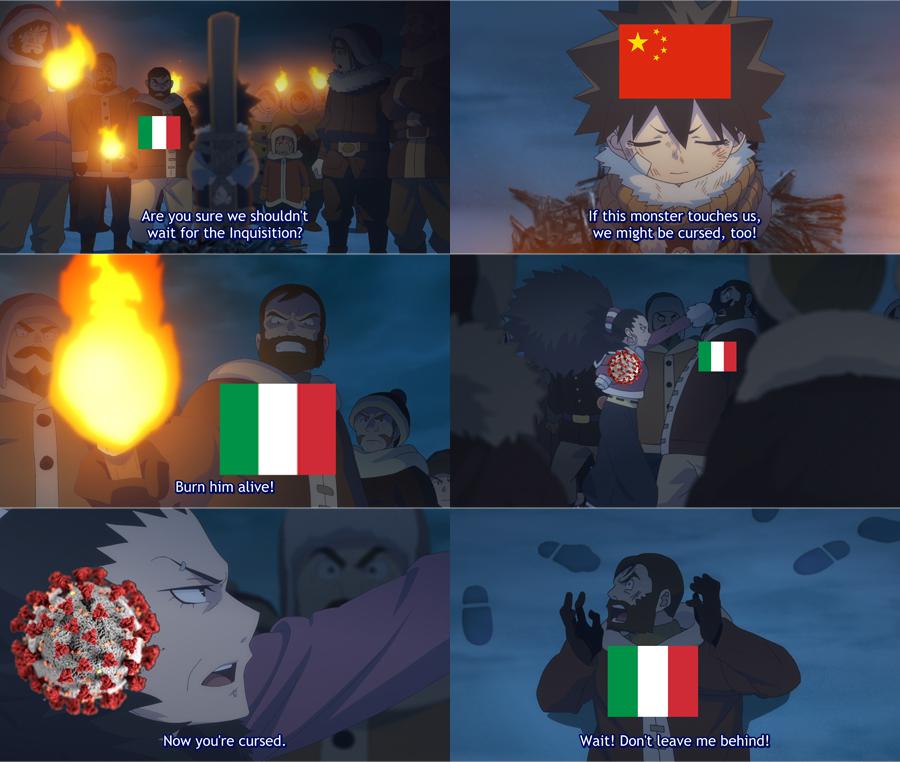 Are you sure we shouldn't
wait for the Inquisition?
If this monster touches us,
we might be cursed, too!
Burn him alive!
Now you're cursed.
Wait! Don't leave me behind!